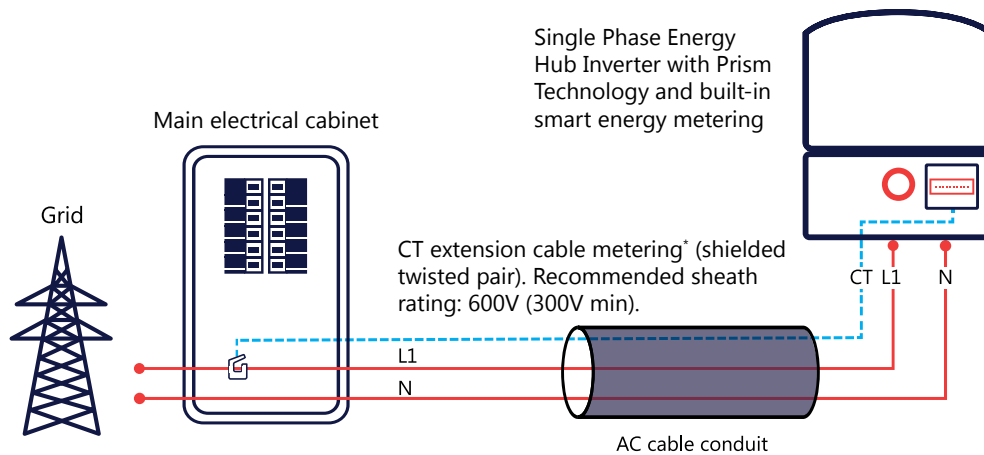 Single Phase Energy
Hub Inverter with Prism
Technology and built-in
smart energy metering
Main electrical cabinet
Grid
CT extension cable metering* (shielded
twisted pair). Recommended sheath
rating: 600V (300V min).
CT L1 N
L1
N
AC cable conduit